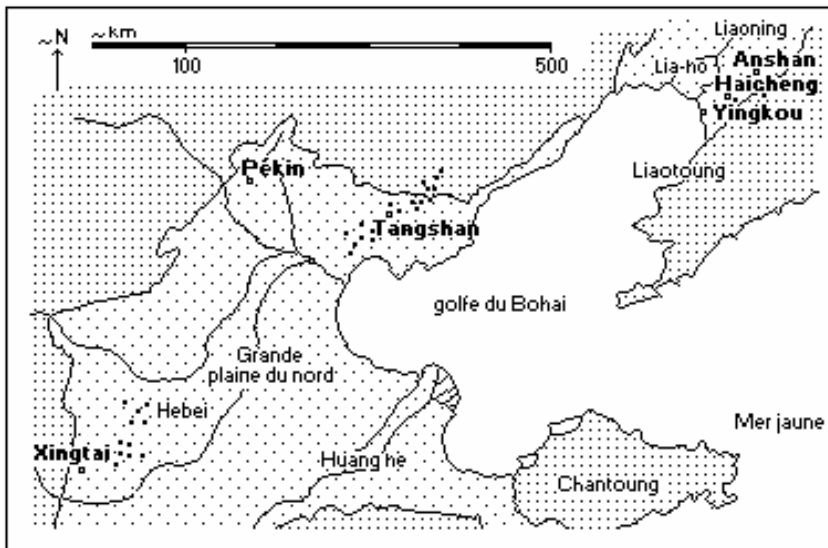 ~N
~km
100
500
Liaoning
Anshan
Lia-ho
Haicheng
Yingkou
Pékin
Liaotoung
Tangshan
golfe du Bohai
Grande
plaine du nord
Hebei
Mer jaune
Xingtai
Huang he
Chantoung